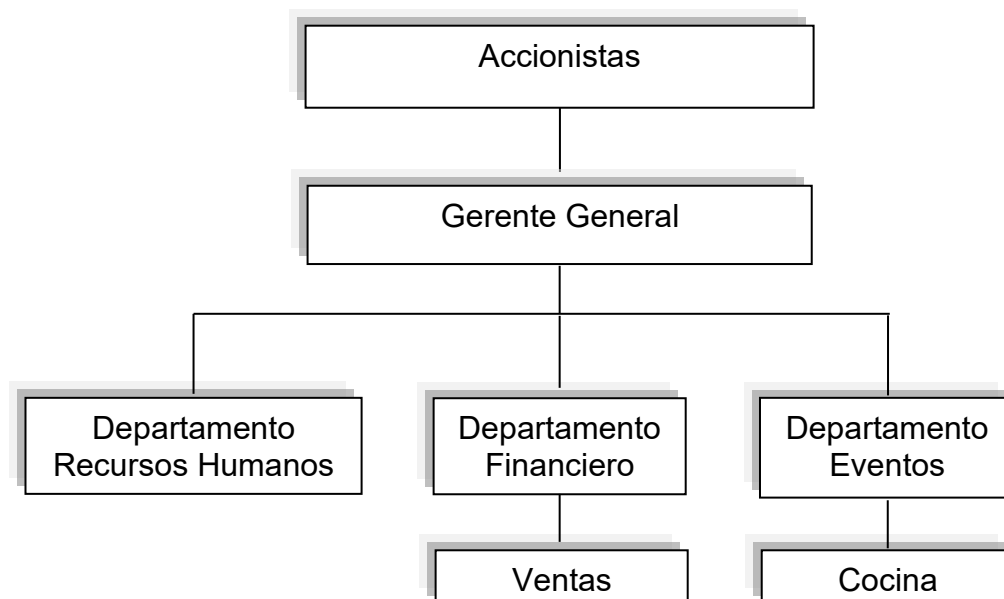 Accionistas
Gerente General
Departamento
Recursos Humanos
Departamento
Financiero
Departamento
Eventos
Ventas
Cocina